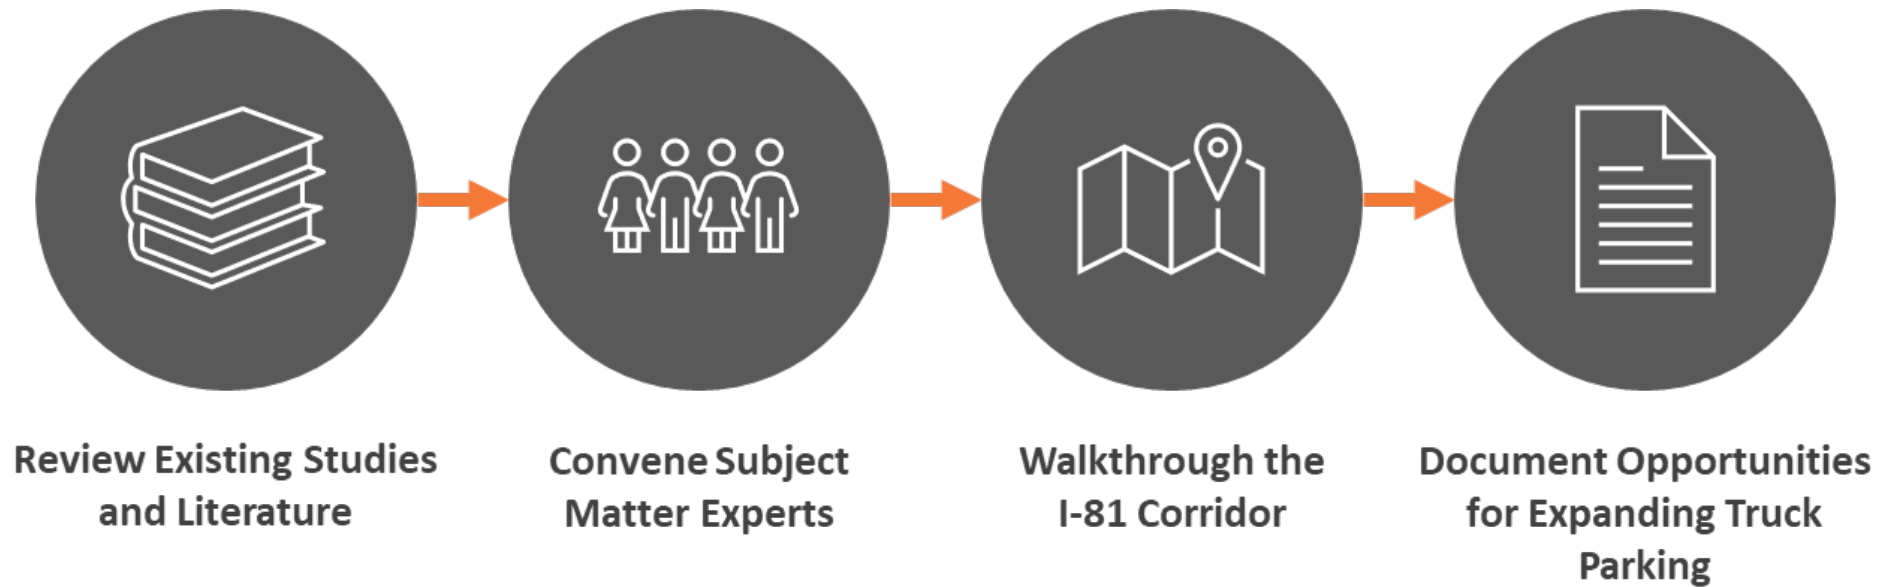 Review Existing Studies
and Literature
Convene Subject
Matter Experts
Walkthrough the
I-81 Corridor
Document Opportunities
for Expanding Truck
Parking